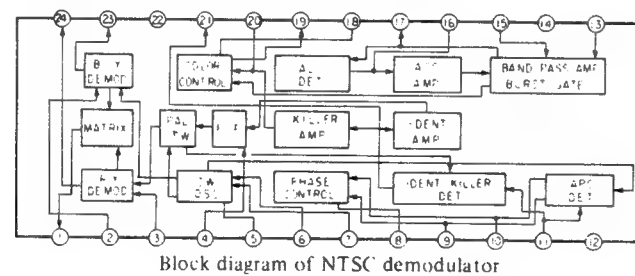 24 23 22 21 20 19 18 17 16 15 14 13
B-Y
DEMOD
COLOR
CONTROL
DET
AMP
BAND PASS AMP
BURST GATE
MATRIX
PAL
SW
KILLER
AMP
IDENT
AMP
R-Y
DEMOD
CW
OSC
PHASE
CONTROL
IDENT KILLER
DET
APC
DET
1 2 3 4 5 6 7 8 9 10 11 12
Block diagram of NTSC demodulator